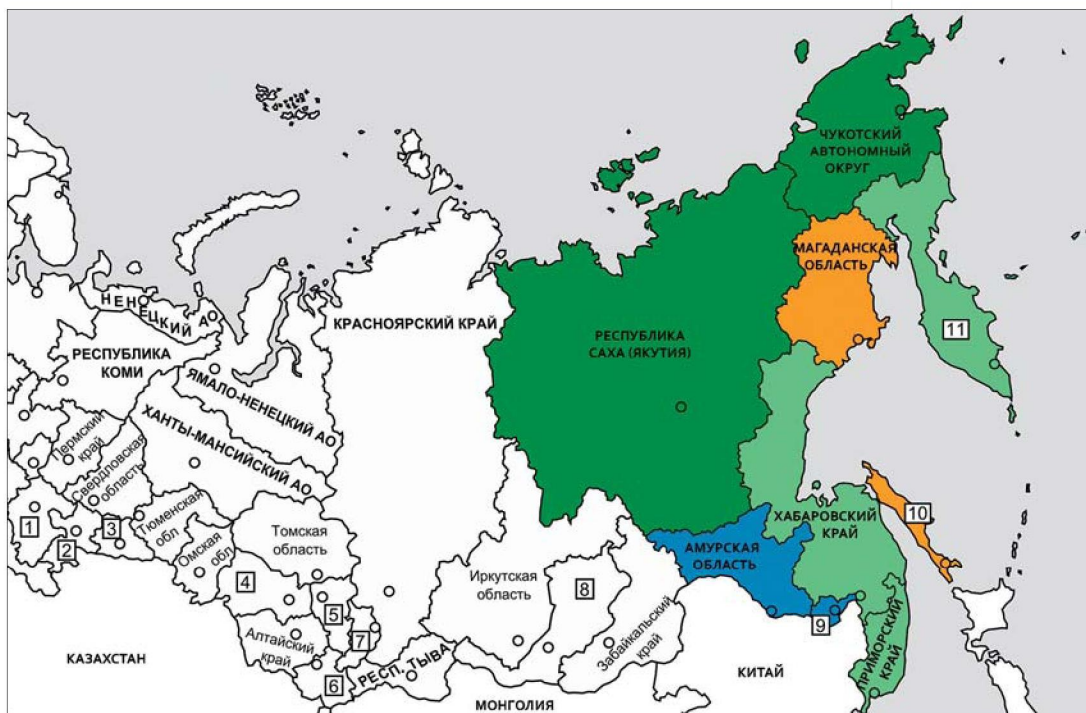 ЧУКОТСКИЙ
АВТОНОМНЫЙ
ОКРУГ
МАГАДАНСКАЯ
ОБЛАСТЬ
НЕНЕЦКИЙ АО
КРАСНОЯРСКИЙ КРАЙ
11
РЕСПУБЛИКА
САХА (ЯКУТИЯ)
РЕСПУБЛИКА
КОМИ
ЯМАЛО-НЕНЕЦКИЙ АО
ХАНТЫ-МАНСИЙСКИЙ АО
Пермский
край
Свердловская
область
10
ХАБАРОВСКИЙ
КРАЙ
1
2
3
Тюменская
обл
Томская
область
Омская
обл
АМУРСКАЯ
ОБЛАСТЬ
4
Иркутская
область
8
5
9
Алтайский
край
7
Забайкальский
край
ПРИМОРСКИЙ
КРАЙ
КАЗАХСТАН
6
РЕСП. ТЫВА
КИТАЙ
МОНГОЛИЯ